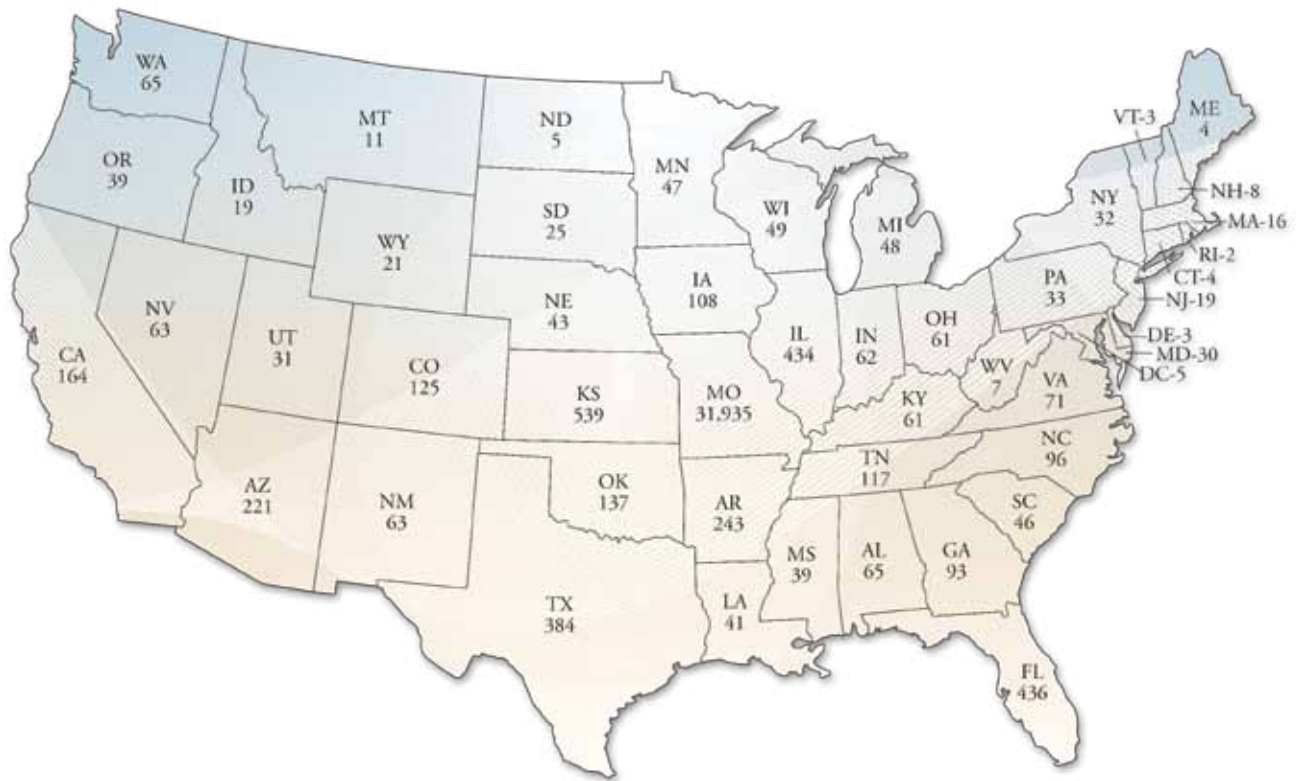 WA
65
OR
39
ID
19
MT
11
WY
21
ND
5
SD
25
NE
43
MN
47
IA
108
WI
49
MI
48
IL
434
IN
62
OH
61
PA
33
NY
32
VT-3
ME
4
NH-8
MA-16
RI-2
CT-4
NJ-19
DE-3
MD-30
DC-5
WV
7
VA
71
KY
61
CA
164
NV
63
UT
31
CO
125
KS
539
MO
31,935
AZ
221
NM
63
OK
137
AR
243
TN
117
NC
96
SC
46
MS
39
AL
65
GA
93
TX
384
LA
41
FL
436